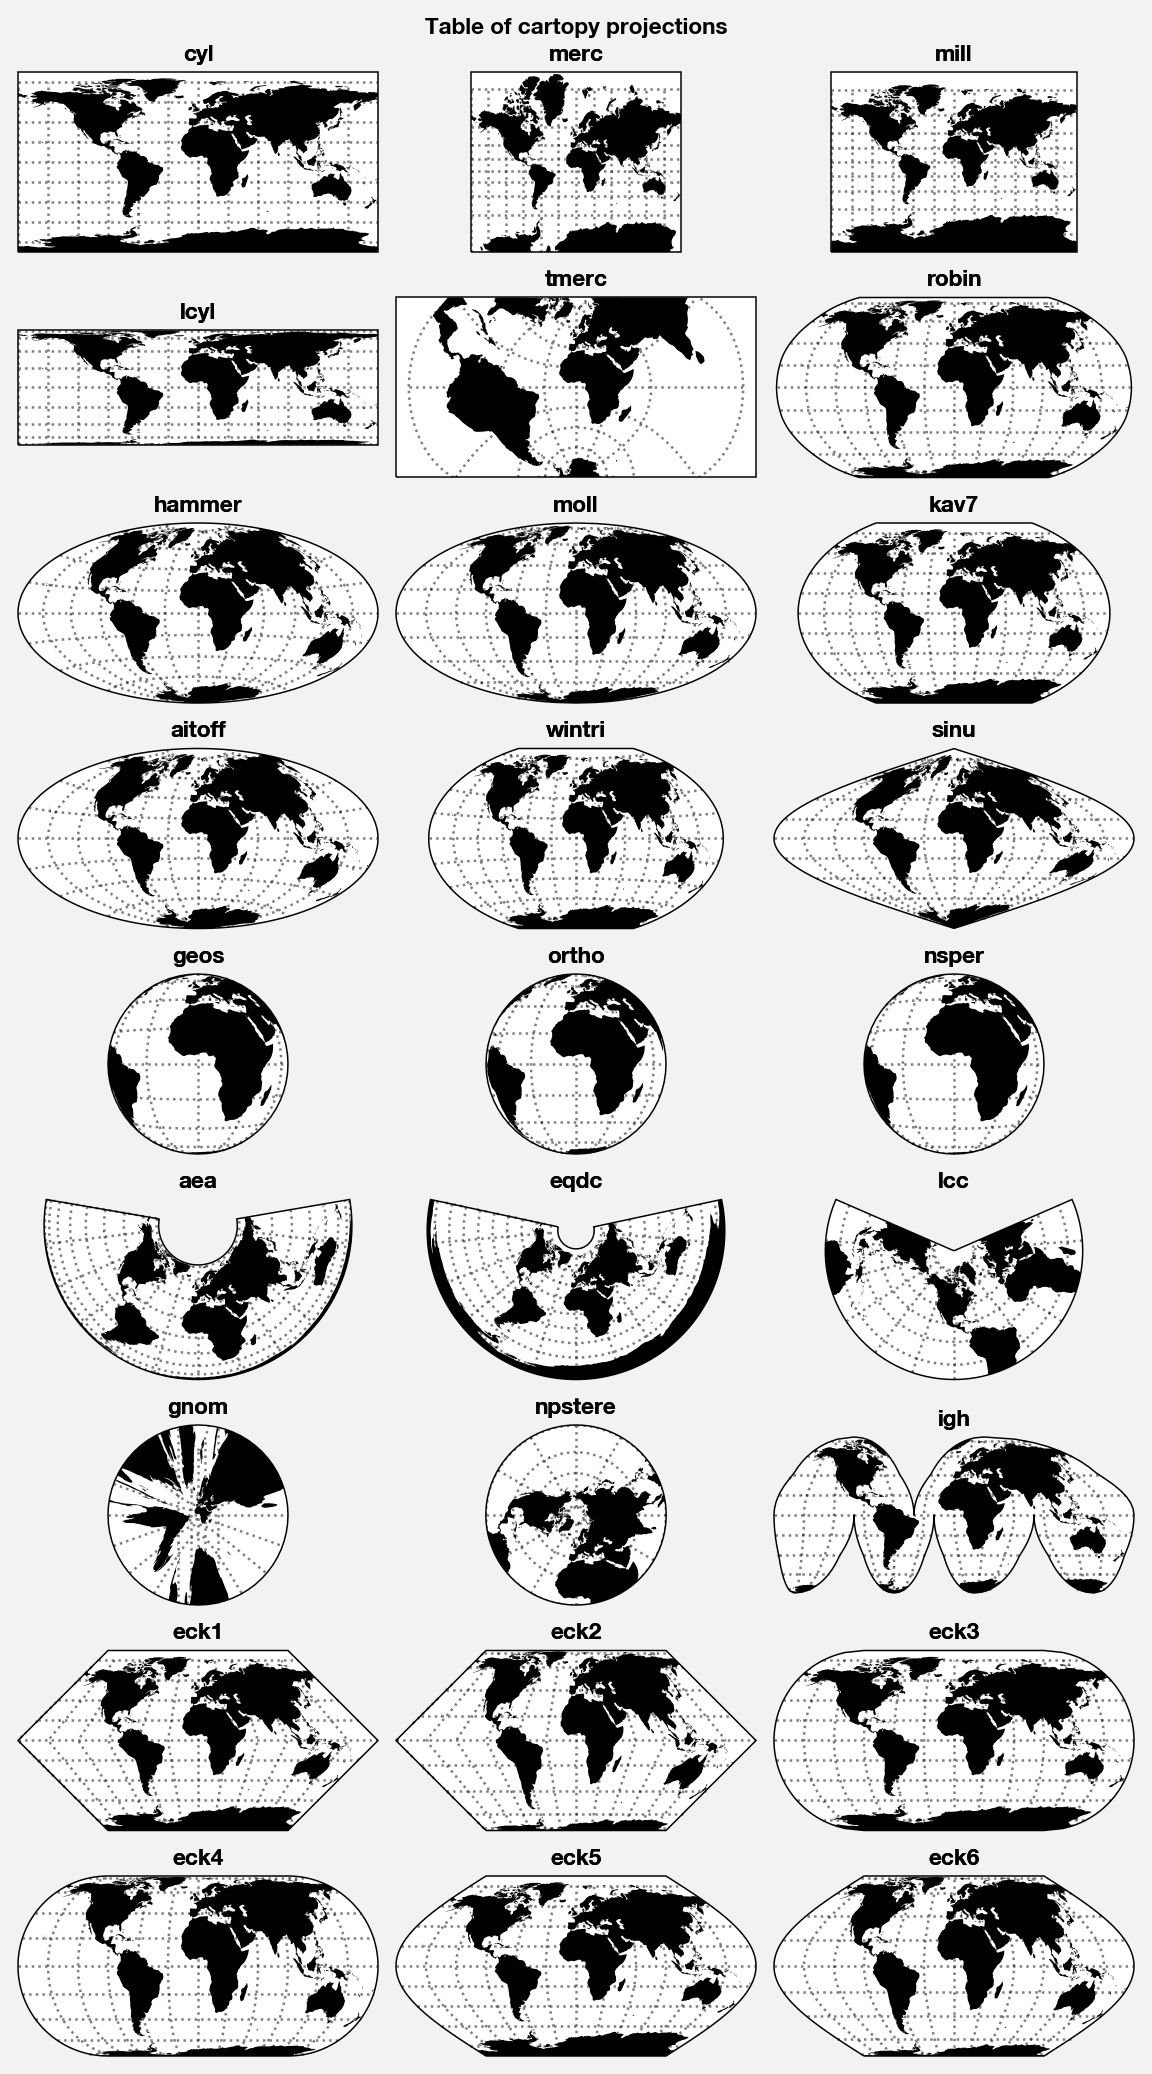 Table of cartopy projections
cyl
merc
mill
lcyl
tmerc
robin
hammer
moll
kav7
aitoff
wintri
sinu
geos
ortho
nsper
aea
eqdc
lcc
gnom
npstere
igh
eck1
eck2
eck3
eck4
eck5
eck6